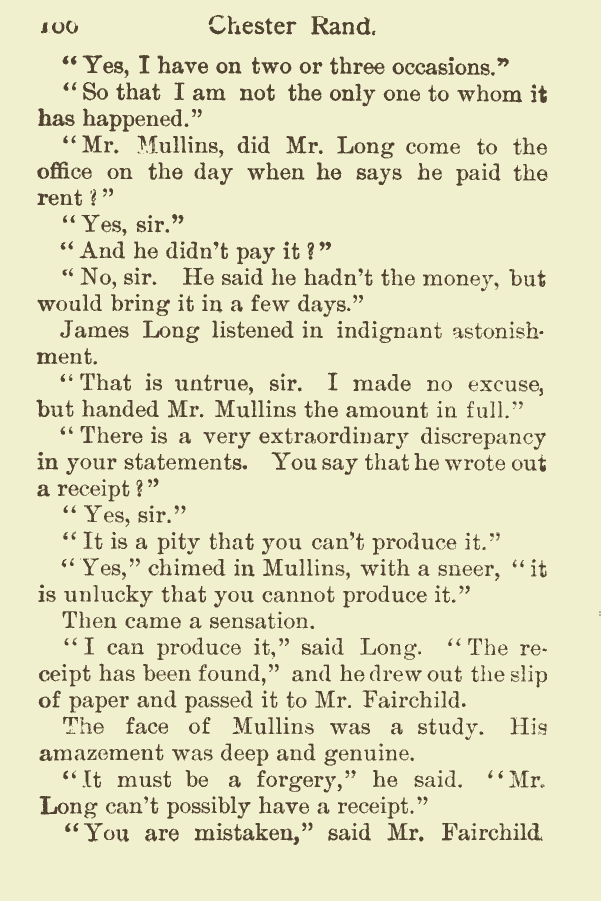 100 Chester Rand.
“Yes, I have on two or three occasions.”
“So that I am not the only one to whom it
has happened.”
“Mr. Mullins, did Mr. Long come to the
office on the day when he says he paid the
rent?”
“Yes, sir.”
“And he didn’t pay it?”
“No, sir. He said he hadn’t the money, but
would bring it in a few days.”
James Long listened in indignant astonish-
ment.
“That is untrue, sir. I made no excuse,
but handed Mr. Mullins the amount in full.”
“There is a very extraordinary discrepancy
in your statements. You say that he wrote out
a receipt?”
“Yes, sir.”
“It is a pity that you can’t produce it.”
“Yes,” chimed in Mullins, with a sneer, “it
is unlucky that you cannot produce it.”
Then came a sensation.
“I can produce it,” said Long. “The re-
ceipt has been found,” and he drew out the slip
of paper and passed it to Mr. Fairchild.
The face of Mullins was a study. His
amazement was deep and genuine.
“It must be a forgery,” he said. “Mr.
Long can’t possibly have a receipt.”
“You are mistaken,” said Mr. Fairchild.